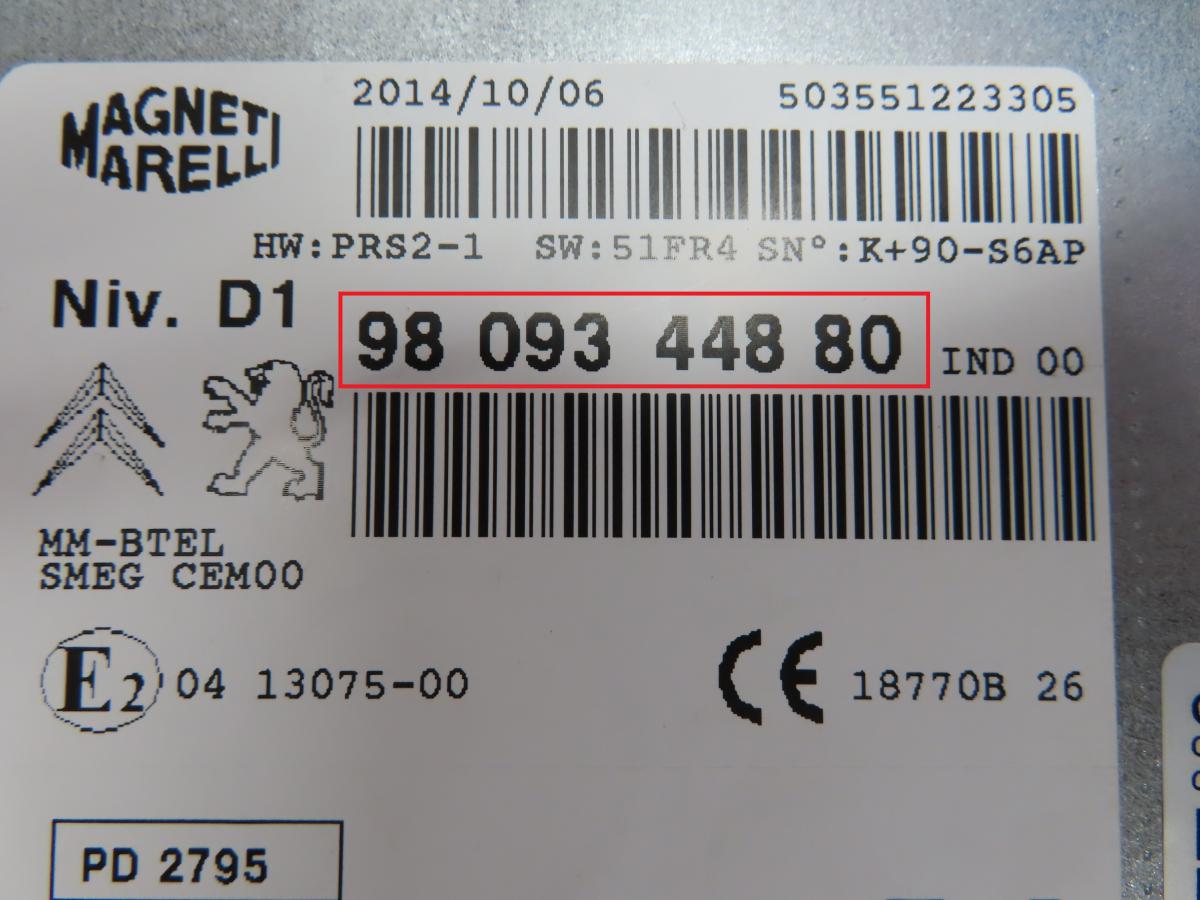 MAGNETI
MARELLI
2014/10/06 503551223305
HW:PRS2-1 SW:51FR4 SN°:K+90-S6AP
Niv. D1 98 093 448 80 IND 00
MM-BTEL
SMEG CEM00
E2 04 13075-00 CE 18770B 26
PD 2795